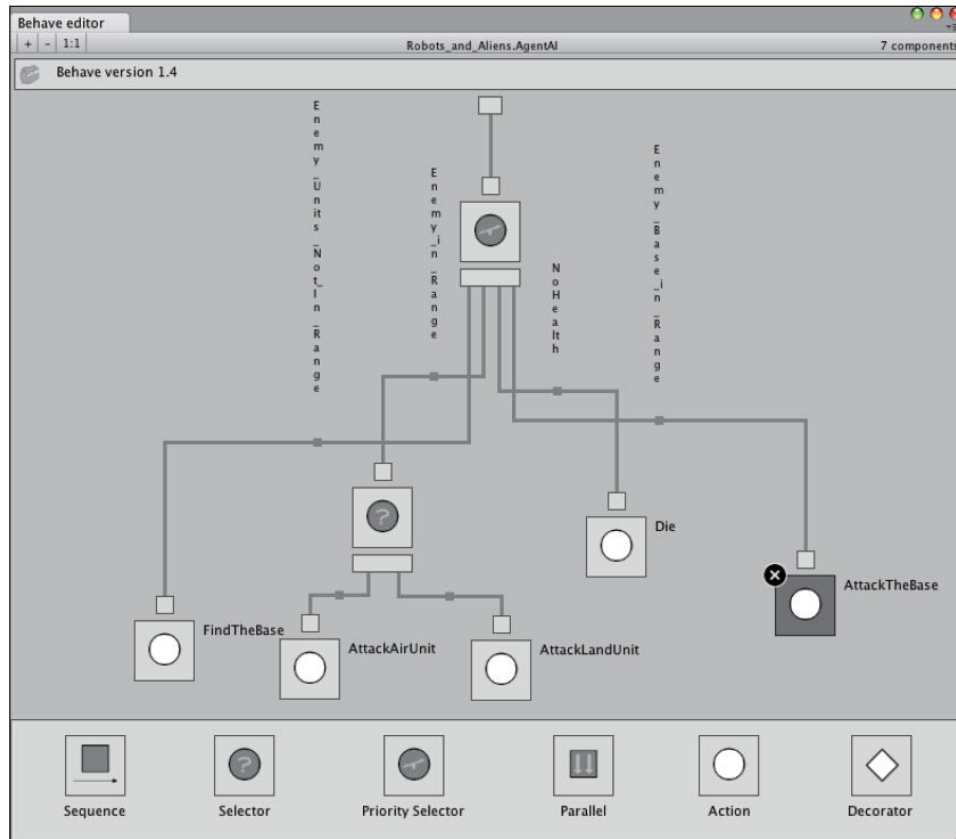 Behave editor
+ - 1:1
Robots_and_Aliens.AgentAI
7 components
Behave version 1.4
Enemy_Units_Not_In_Range
Enemy_in_Range
NoHealth
Enemy_Base_in_Range
?
Die
AttackTheBase
FindTheBase
AttackAirUnit
AttackLandUnit
?
Sequence
Selector
Priority Selector
Parallel
Action
Decorator